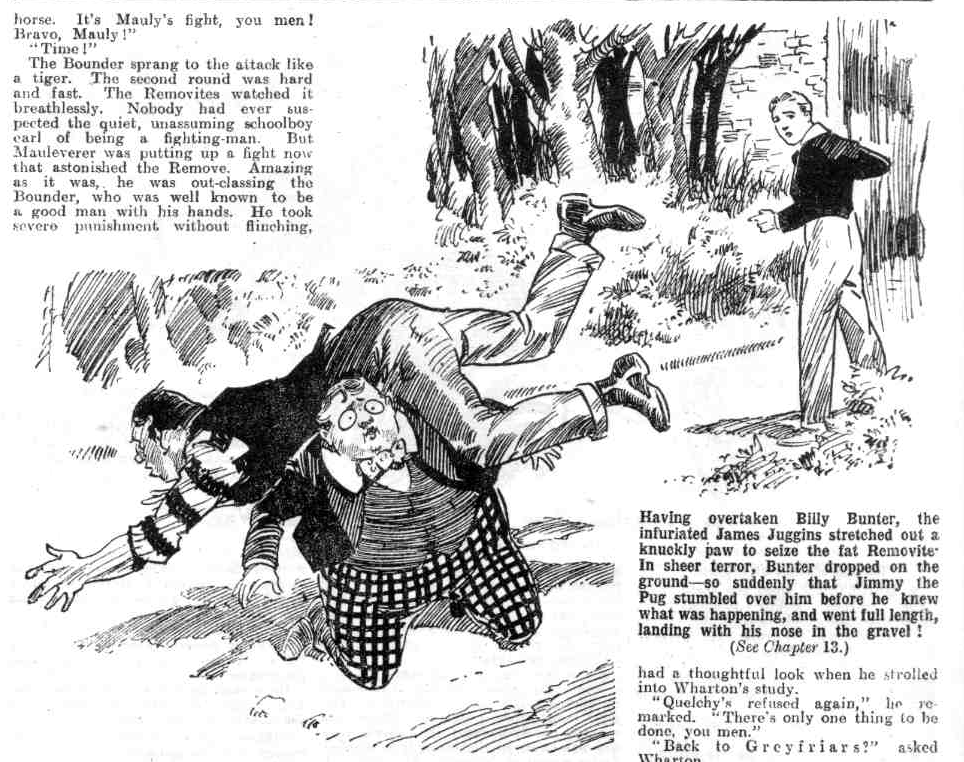 horse. It's Mauly's fight, you men!
Bravo, Mauly!"
"Time!"
The Bounder sprang to the attack like
a tiger. The second round was hard
and fast. The Removites watched it
breathlessly. Nobody had ever sus-
pected the quiet, unassuming schoolboy
earl of being a fighting-man. But
Mauleverer was putting up a fight now
that astonished the Remove. Amazing
as it was, he was out-classing the
Bounder, who was well known to be
a good man with his hands. He took
severe punishment without flinching,
Having overtaken Billy Bunter, the
infuriated James Juggins stretched out a
knuckly paw to seize the fat Removite.
In sheer terror, Bunter dropped on the
ground—so suddenly that Jimmy the
Pug stumbled over him before he knew
what was happening, and went full length,
landing with his nose in the gravel!
(See Chapter 13.)
had a thoughtful look when he strolled
into Wharton's study.
"Quelchy's refused again," he re-
marked. "There's only one thing to be
done, you men."
"Back to Greyfriars?" asked
Wharton.